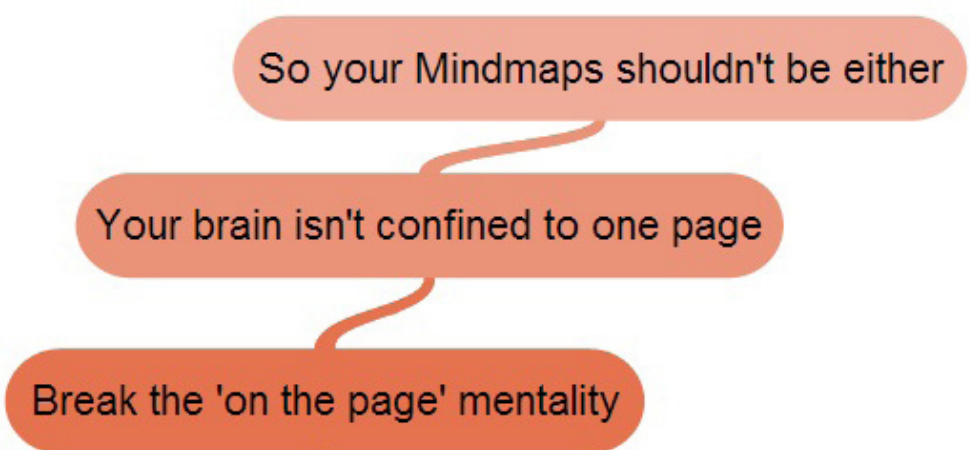 So your Mindmaps shouldn't be either
Your brain isn't confined to one page
Break the 'on the page' mentality